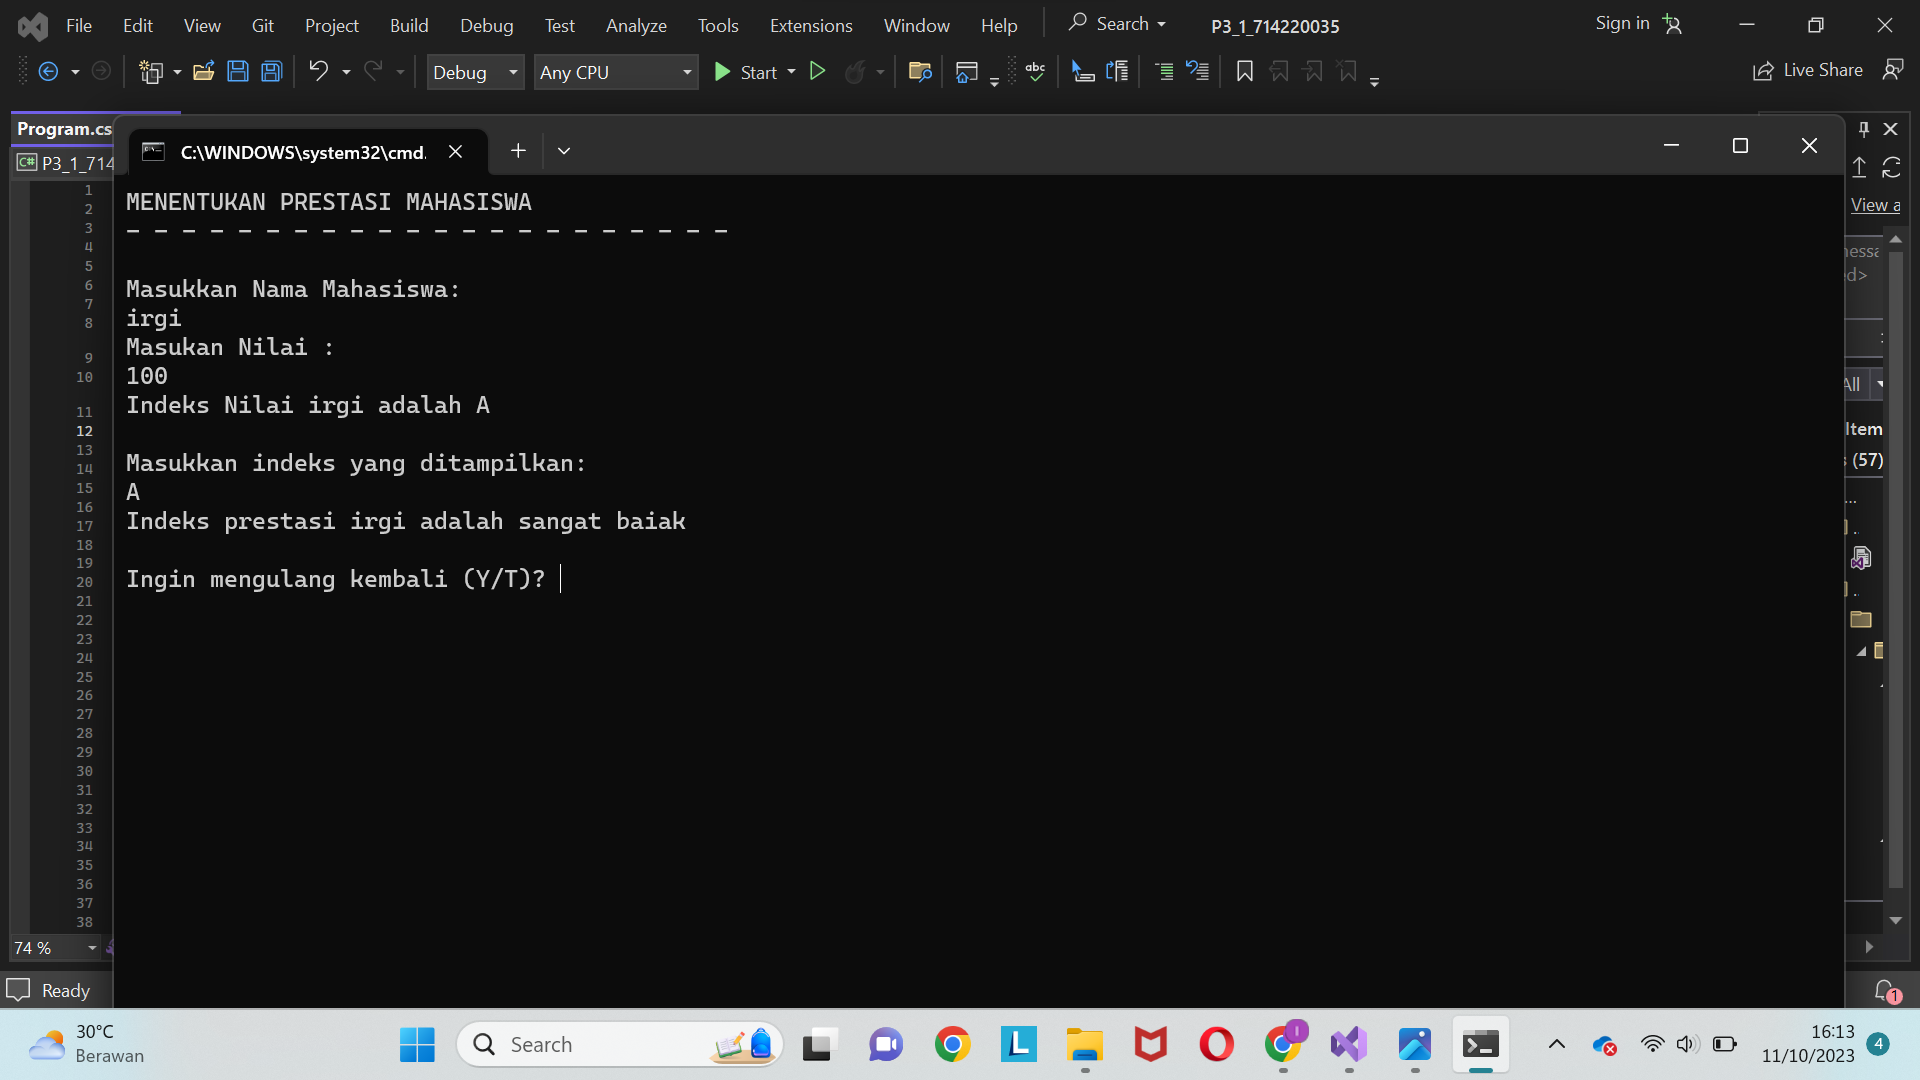 File Edit View Git Project Build Debug Test Analyze Tools Extensions Window Help Search P3_1_714220035 Sign in
Debug Any CPU Start Live Share
Program.cs
C:\WINDOWS\system32\cmd.
C# P3_1_714
View a
MENENTUKAN PRESTASI MAHASISWA
- - - - - - - - - - - - - - - - - - - - - -
Masukkan Nama Mahasiswa:
irgi
Masukan Nilai :
100
Indeks Nilai irgi adalah A
Masukkan indeks yang ditampilkan:
A
Indeks prestasi irgi adalah sangat baiak
Ingin mengulang kembali (Y/T)?
1
2
3
4
5
6
7
8
9
10
11
12
13
14
15
16
17
18
19
20
21
22
23
24
25
26
27
28
29
30
31
32
33
34
35
36
37
38
All
Item
(57)
74 %
Ready
1
30°C
Berawan
Search
16:13
11/10/2023
4